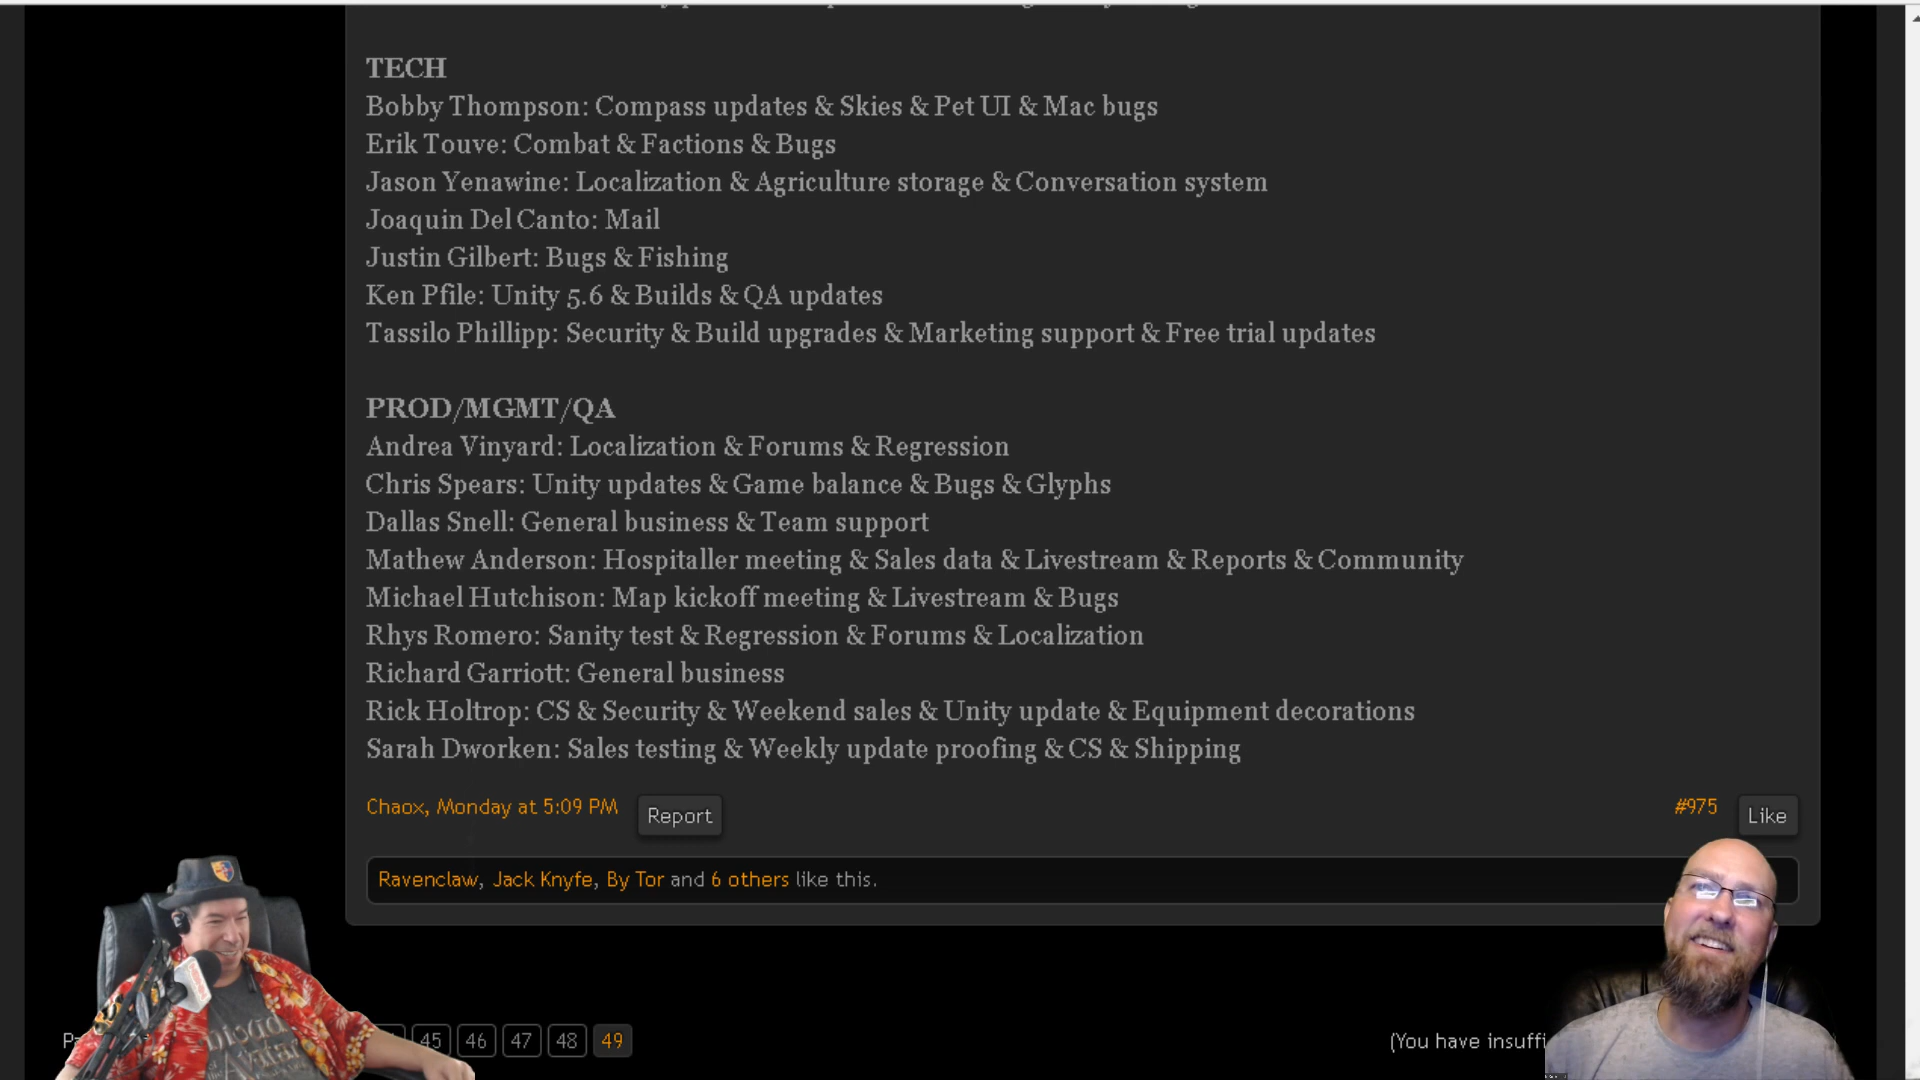 TECH
Bobby Thompson: Compass updates & Skies & Pet UI & Mac bugs
Erik Touve: Combat & Factions & Bugs
Jason Yenawine: Localization & Agriculture storage & Conversation system
Joaquin Del Canto: Mail
Justin Gilbert: Bugs & Fishing
Ken Pfile: Unity 5.6 & Builds & QA updates
Tassilo Phillipp: Security & Build upgrades & Marketing support & Free trial updates
PROD/MGMT/QA
Andrea Vinyard: Localization & Forums & Regression
Chris Spears: Unity updates & Game balance & Bugs & Glyphs
Dallas Snell: General business & Team support
Mathew Anderson: Hospitaller meeting & Sales data & Livestream & Reports & Community
Michael Hutchison: Map kickoff meeting & Livestream & Bugs
Rhys Romero: Sanity test & Regression & Forums & Localization
Richard Garriott: General business
Rick Holtrop: CS & Security & Weekend sales & Unity update & Equipment decorations
Sarah Dworken: Sales testing & Weekly update proofing & CS & Shipping
Chaox, Monday at 5:09 PM Report #975 Like
Ravenclaw, Jack Knyfe, By Tor and 6 others like this.
45 46 47 48 49 (You have insuffi